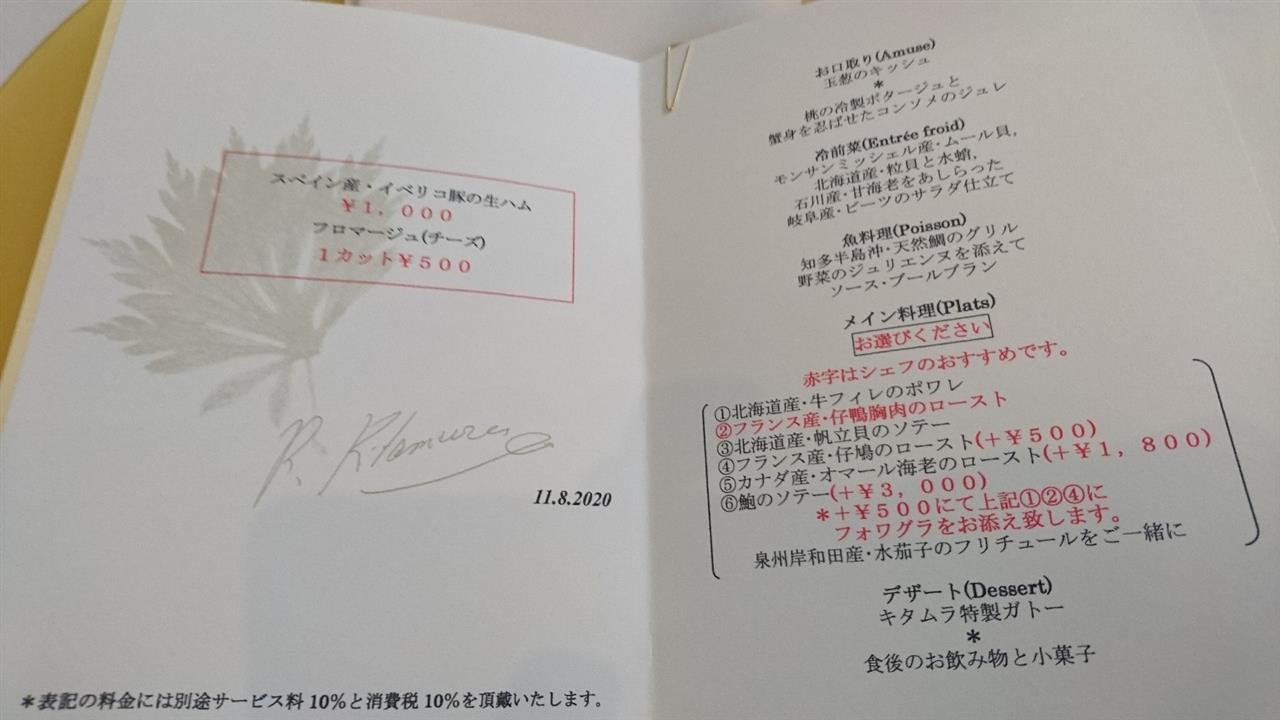 スペイン産・イベリコ豚の生ハム
￥１，０００
フロマージュ(チーズ)
１カット￥５００
R. Kitamura
11.8.2020
＊表記の料金には別途サービス料10％と消費税10％を頂戴いたします。
お口取り(Amuse)
玉葱のキッシュ
＊
桃の冷製ポタージュと
蟹身を忍ばせたコンソメのジュレ
冷前菜(Entrée froid)
モンサンミッシェル産・ムール貝，
北海道産・粒貝と水蛸，
石川産・甘海老をあしらった
岐阜産・ビーツのサラダ仕立て
魚料理(Poisson)
知多半島沖・天然鯛のグリル
野菜のジュリエンヌを添えて
ソース・ブールブラン
メイン料理(Plats)
お選びください
赤字はシェフのおすすめです。
①北海道産・牛フィレのポワレ
②フランス産・仔鴨胸肉のロースト
③北海道産・帆立貝のソテー
④フランス産・仔鳩のロースト(＋￥５００)
⑤カナダ産・オマール海老のロースト(＋￥１，８００)
⑥鮑のソテー(＋￥３，０００)
＊＋￥５００にて上記①②④に
フォワグラをお添え致します。
泉州岸和田産・水茄子のフリチュールをご一緒に
デザート(Dessert)
キタムラ特製ガトー
＊
食後のお飲み物と小菓子